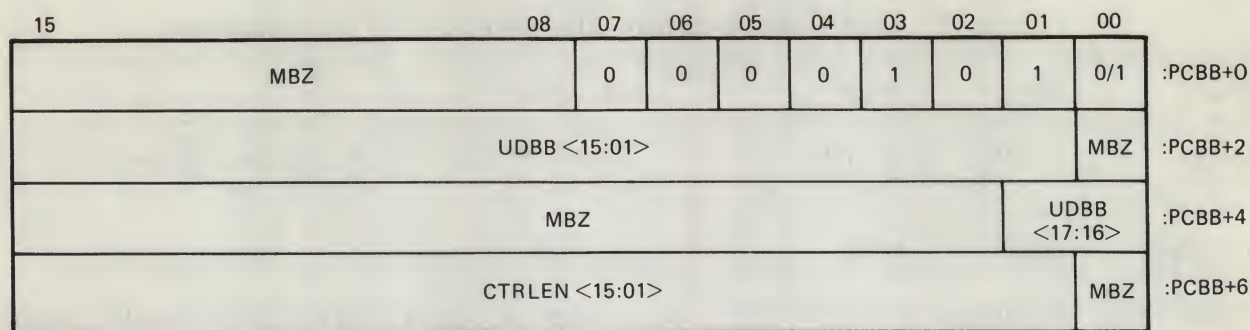 15 08 07 06 05 04 03 02 01 00
MBZ 0 0 0 0 1 0 1 0/1 :PCBB+0
UDBB <15:01> MBZ :PCBB+2
MBZ UDBB <17:16> :PCBB+4
CTRLEN <15:01> MBZ :PCBB+6